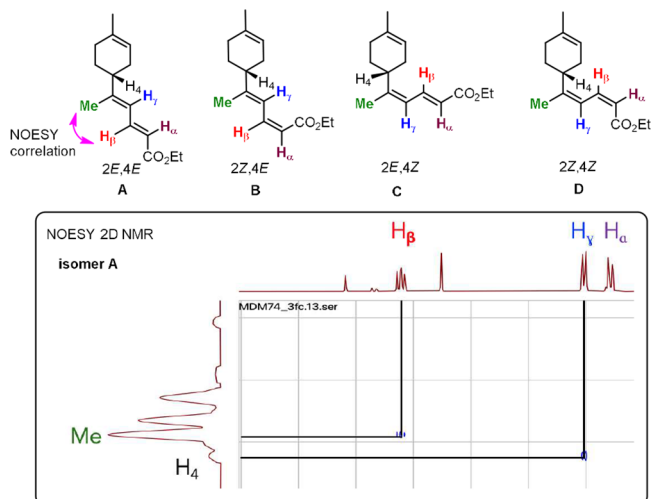 H4
Me
Hγ
Hβ
Hα
CO2Et
NOESY
correlation
2E,4E
A
H4
Me
Hγ
Hβ
CO2Et
Hα
2Z,4E
B
H4
Hβ
CO2Et
Me
Hγ
Hα
2E,4Z
C
H4
Hβ
Hα
Me
Hγ
CO2Et
2Z,4Z
D
NOESY 2D NMR
isomer A
Hβ
Hɣ
Hα
MDM74_3fc.13.ser
Me
H4